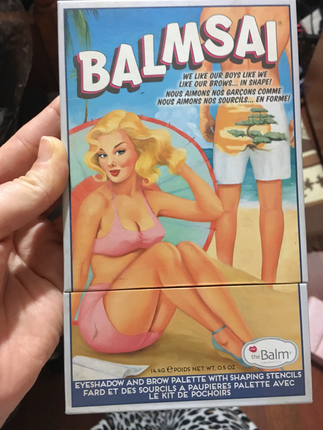 BALMSAI®
WE LIKE OUR BOYS LIKE WE
LIKE OUR BROWS... IN SHAPE!
NOUS AIMONS NOS GARÇONS COMME
NOUS AIMONS NOS SOURCILS... EN FORME!
theBalm®
14.4G ℮ POIDS NET WT. 0.5 OZ.
EYESHADOW AND BROW PALETTE WITH SHAPING STENCILS
FARD ET DES SOURCILS A PAUPIERES PALETTE AVEC
LE KIT DE POCHOIRS